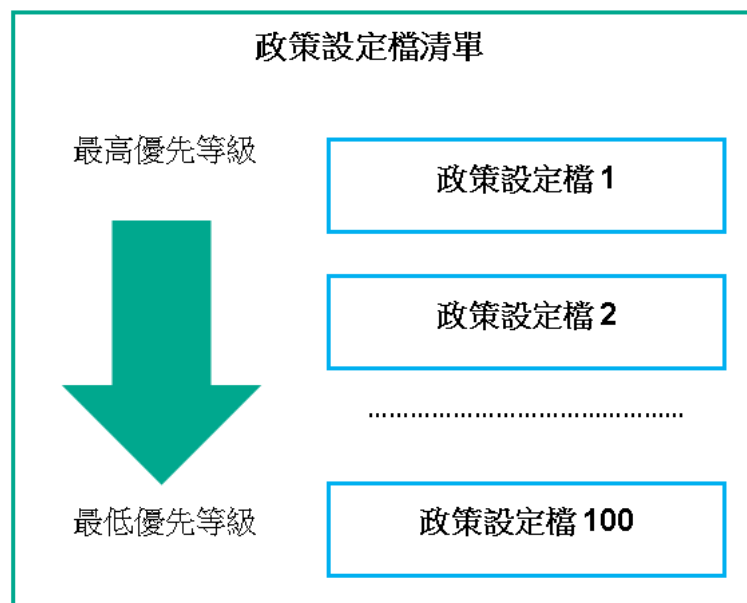 政策設定檔清單
最高優先等級
政策設定檔 1
政策設定檔 2
.............................................
最低優先等級
政策設定檔 100